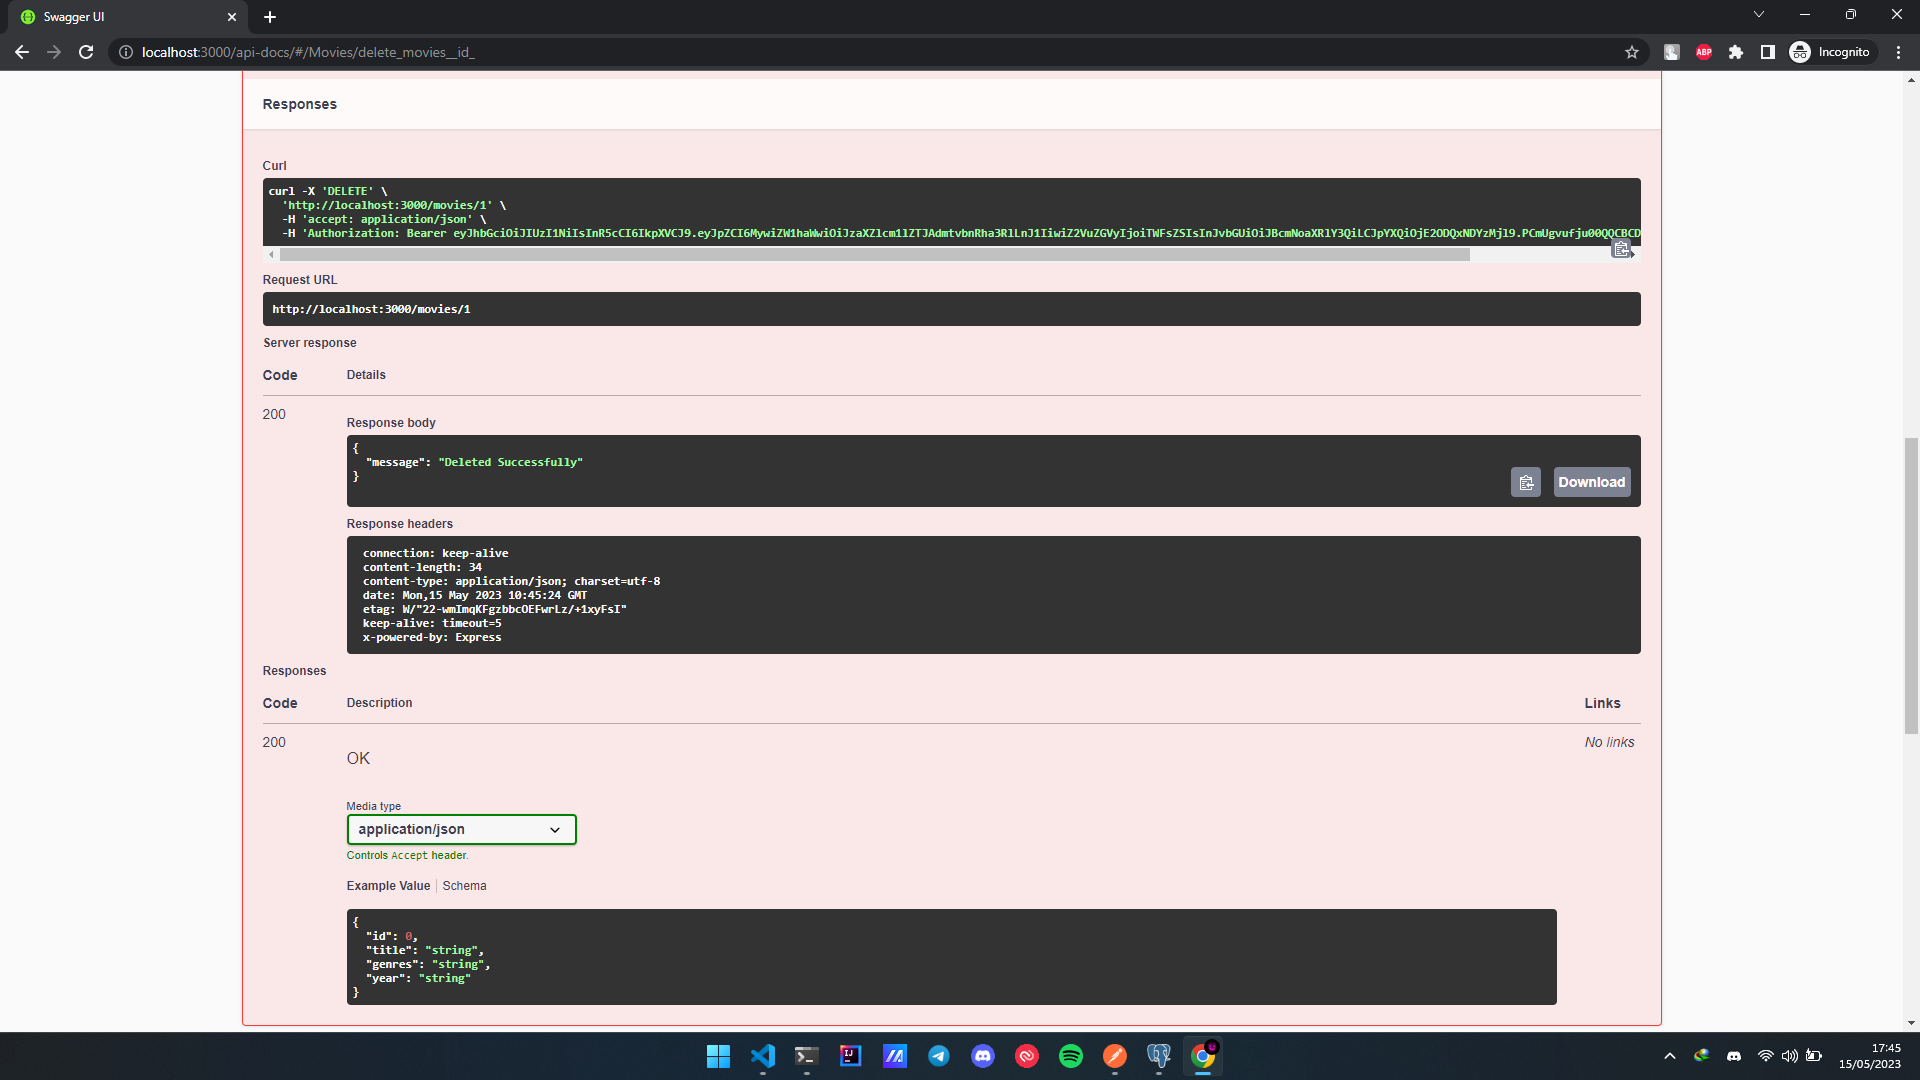 Swagger UI
localhost:3000/api-docs/#/Movies/delete_movies__id_
ABP
Incognito
Responses
Curl
curl -X 'DELETE' \
'http://localhost:3000/movies/1' \
-H 'accept: application/json' \
-H 'Authorization: Bearer
Request URL
http://localhost:3000/movies/1
Server response
Code Details
200
Response body
{
"message": "Deleted Successfully"
}
Download
Response headers
connection: keep-alive
content-length: 34
content-type: application/json; charset=utf-8
date: Mon,15 May 2023 10:45:24 GMT
etag: W/"22-wmImqKFgzbbcOEFwrLz/+1xyFsI"
keep-alive: timeout=5
x-powered-by: Express
Responses
Code Description Links
200 No links
OK
Media type
application/json
Controls Accept header.
Example Value Schema
{
"id": 0,
"title": "string",
"genres": "string",
"year": "string"
}
17:45
15/05/2023